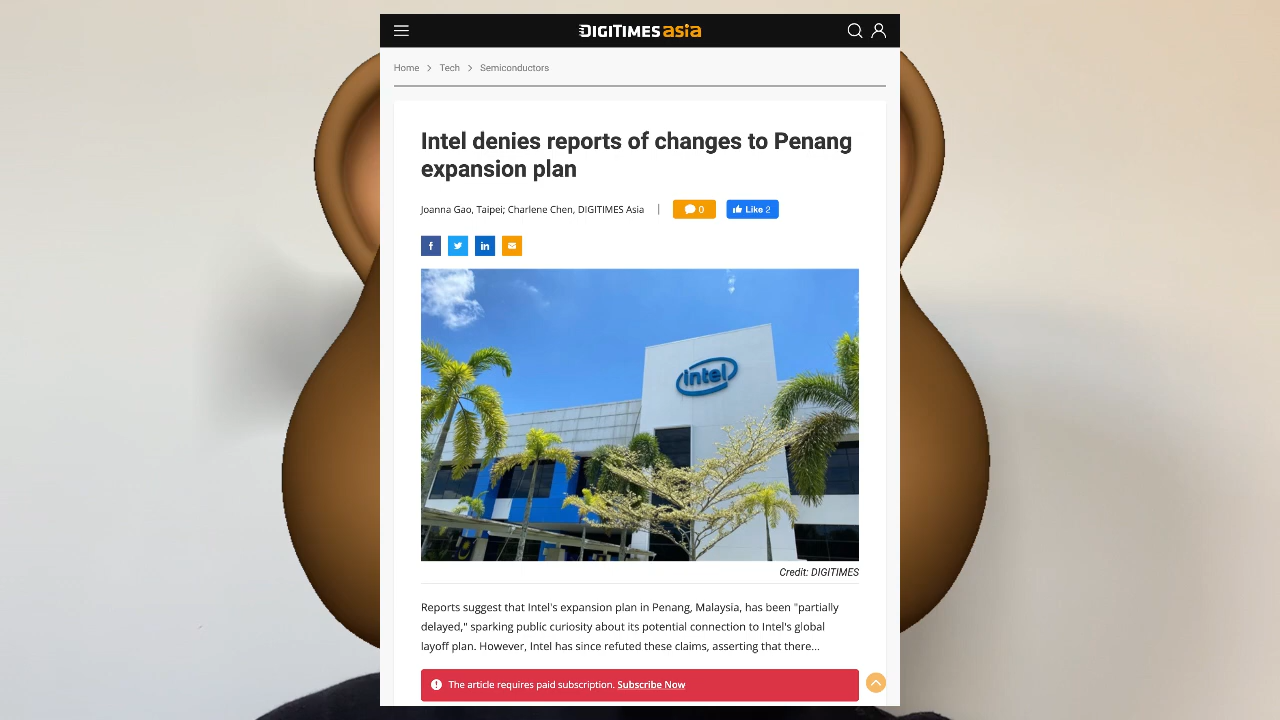 DIGITIMES asia
Home > Tech > Semiconductors
Intel denies reports of changes to Penang
expansion plan
Joanna Gao, Taipei; Charlene Chen, DIGITIMES Asia | 0 Like 2
f in
intel
Credit: DIGITIMES
Reports suggest that Intel's expansion plan in Penang, Malaysia, has been "partially
delayed," sparking public curiosity about its potential connection to Intel's global
layoff plan. However, Intel has since refuted these claims, asserting that there...
The article requires paid subscription. Subscribe Now